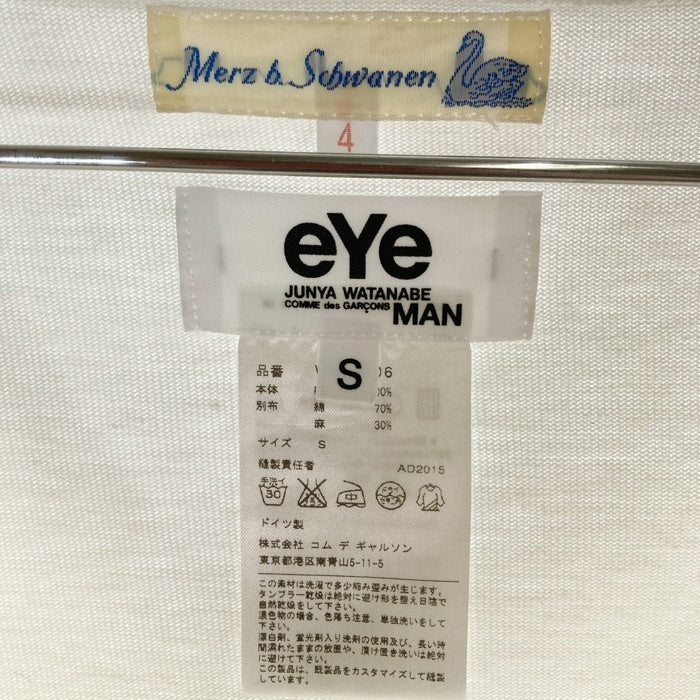 Merz b. Schwanen
4
eYe
JUNYA WATANABE
COMME des GARÇONS MAN
S
品番 06
本体 00%
別布 綿 70%
麻 30%
サイズ S
縫製責任者 AD2015
手洗イ
30
ドイツ製
株式会社 コム デ ギャルソン
東京都港区南青山5-11-5
この素材は洗濯で多少縮み歪みが生じます。
タンブラー乾燥は絶対に避け形を整え日陰で
自然乾燥をして下さい。
濃色物の場合、色落ち注意、単独洗いをして
下さい。
漂白剤、蛍光剤入り洗剤の使用及び、長い時
間濡れたままの放置や、漬け置き洗いは絶対
に避けて下さい。
この製品は、既製品をカスタマイズして縫製
しています。